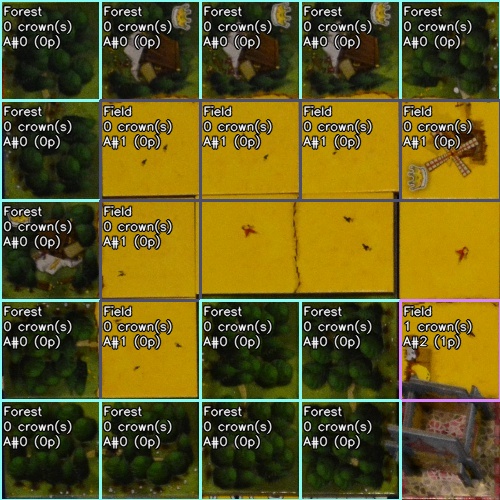 Forest
0 crown(s)
A#0 (0p)
Forest
0 crown(s)
A#0 (0p)
Forest
0 crown(s)
A#0 (0p)
Forest
0 crown(s)
A#0 (0p)
Forest
0 crown(s)
A#0 (0p)
Forest
0 crown(s)
A#0 (0p)
Field
0 crown(s)
A#1 (0p)
Field
0 crown(s)
A#1 (0p)
Field
0 crown(s)
A#1 (0p)
Field
0 crown(s)
A#1 (0p)
Forest
0 crown(s)
A#0 (0p)
Field
0 crown(s)
A#1 (0p)
Forest
0 crown(s)
A#0 (0p)
Field
0 crown(s)
A#1 (0p)
Forest
0 crown(s)
A#0 (0p)
Forest
0 crown(s)
A#0 (0p)
Field
1 crown(s)
A#2 (1p)
Forest
0 crown(s)
A#0 (0p)
Forest
0 crown(s)
A#0 (0p)
Forest
0 crown(s)
A#0 (0p)
Forest
0 crown(s)
A#0 (0p)